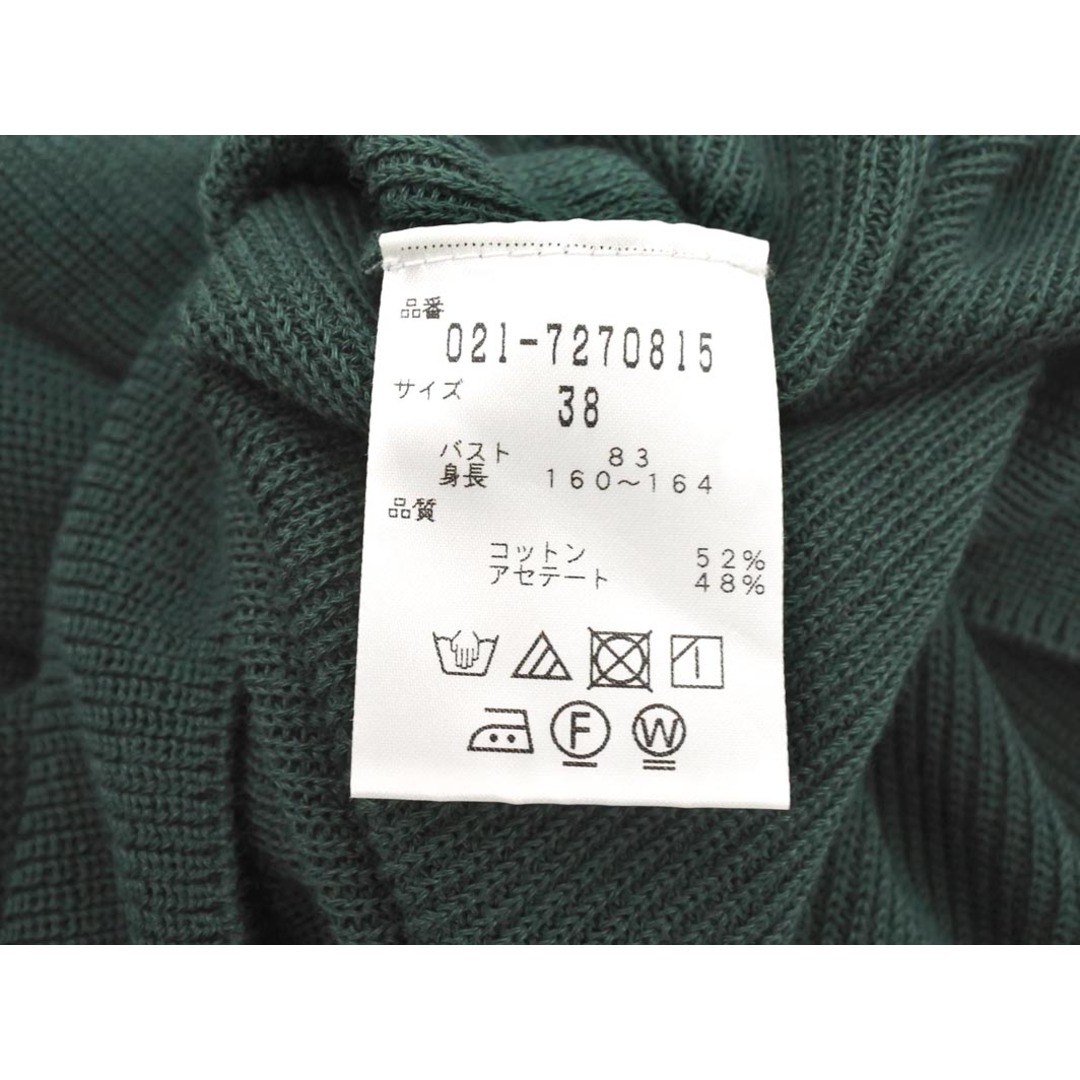 品番
021-7270815
サイズ 38
バスト 83
身長 160～164
品質
コットン 52%
アセテート 48%
F W